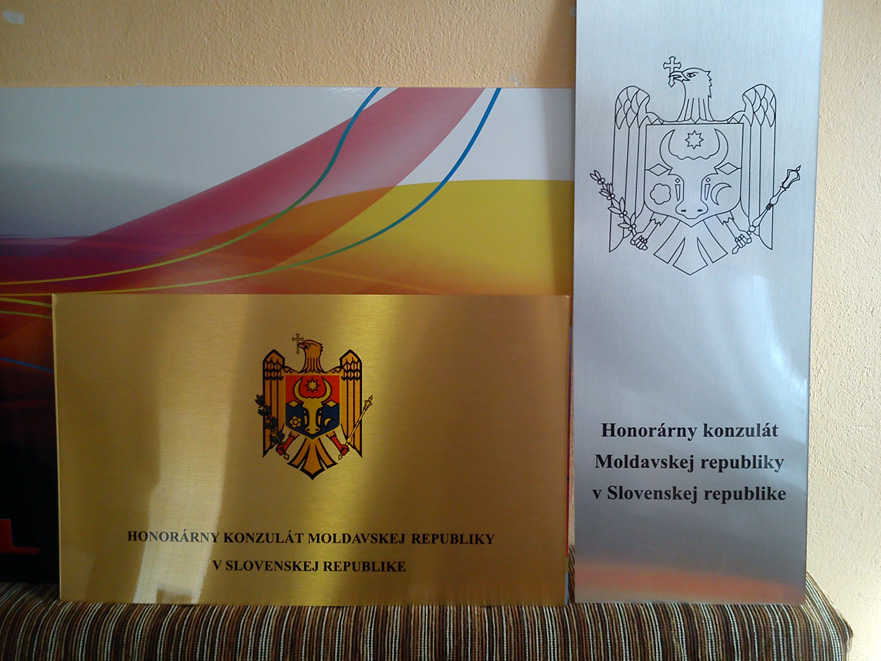 HONORÁRNY KONZULÁT MOLDAVSKEJ REPUBLIKY
V SLOVENSKEJ REPUBLIKE
Honorárny konzulát
Moldavskej republiky
v Slovenskej republike